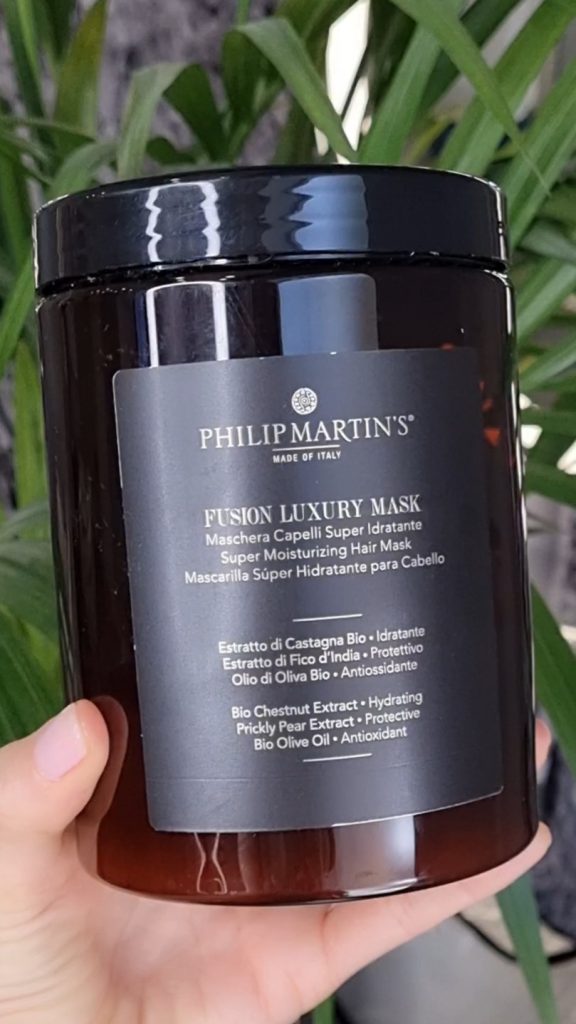 PHILIP MARTIN'S®
MADE OF ITALY
FUSION LUXURY MASK
Maschera Capelli Super Idratante
Super Moisturizing Hair Mask
Mascarilla Súper Hidratante para Cabello
Estratto di Castagna Bio • Idratante
Estratto di Fico d'India • Protettivo
Olio di Oliva Bio • Antiossidante
Bio Chestnut Extract • Hydrating
Prickly Pear Extract • Protective
Bio Olive Oil • Antioxidant